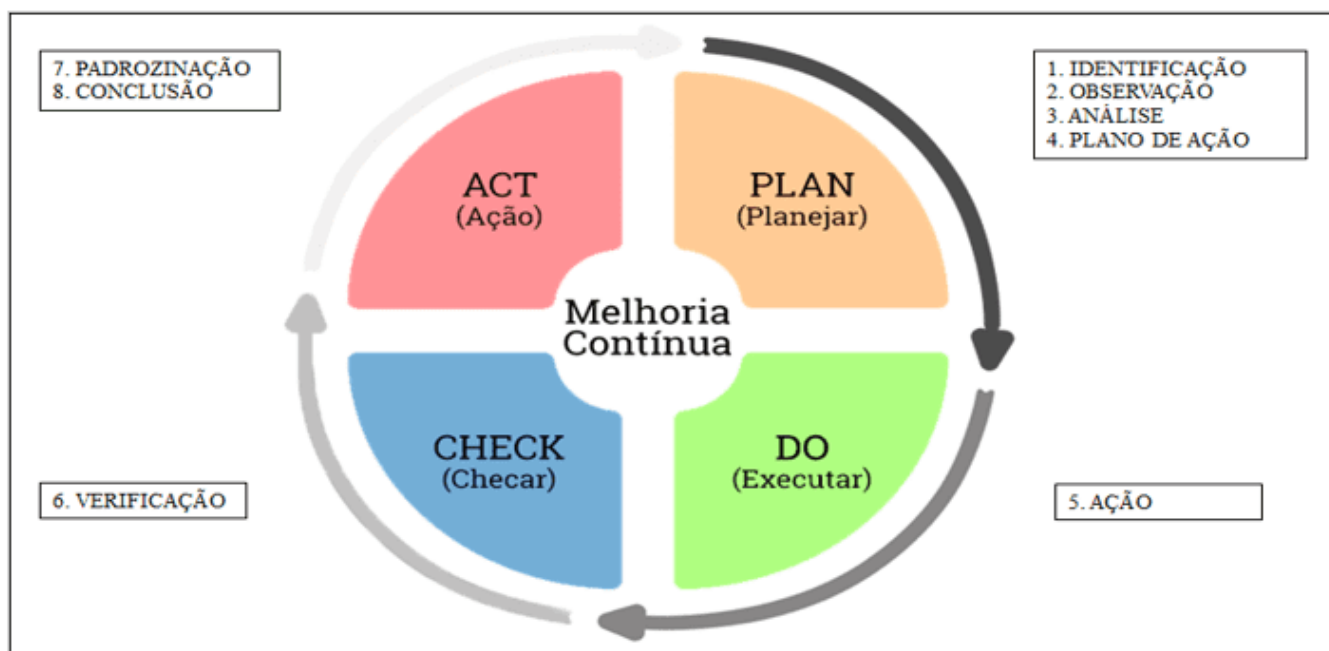 7. PADROZINAÇÃO
8. CONCLUSÃO
1. IDENTIFICAÇÃO
2. OBSERVAÇÃO
3. ANÁLISE
4. PLANO DE AÇÃO
ACT
(Ação)
PLAN
(Planejar)
Melhoria
Contínua
CHECK
(Checar)
DO
(Executar)
6. VERIFICAÇÃO
5. AÇÃO